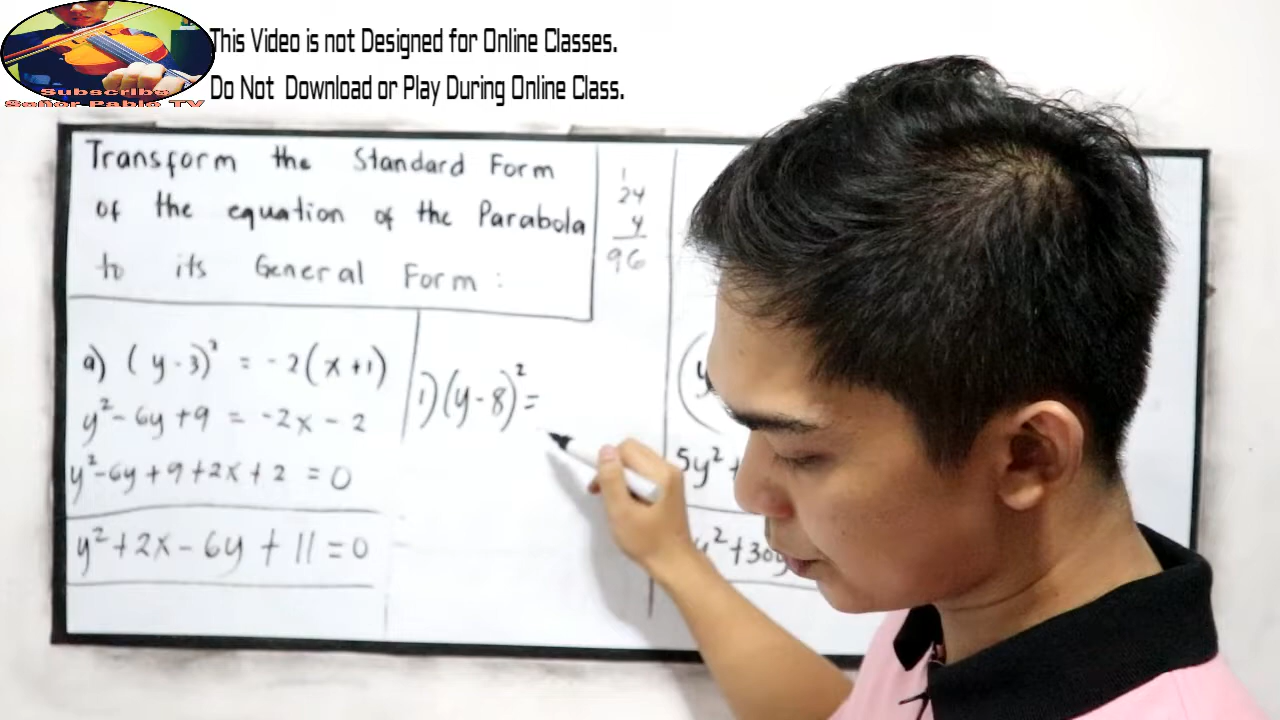 This Video is not Designed for Online Classes.
Do Not Download or Play During Online Class.
Subscribe
Señor Pablo TV
Transform the Standard Form
of the equation of the Parabola
to its General Form :
1
24
4
96
a) (y - 3)² = -2(x + 1)
y² - 6y + 9 = -2x - 2
y² - 6y + 9 + 2x + 2 = 0
y² + 2x - 6y + 11 = 0
1) (y - 8)² =
(y
5y² +
y² + 30y